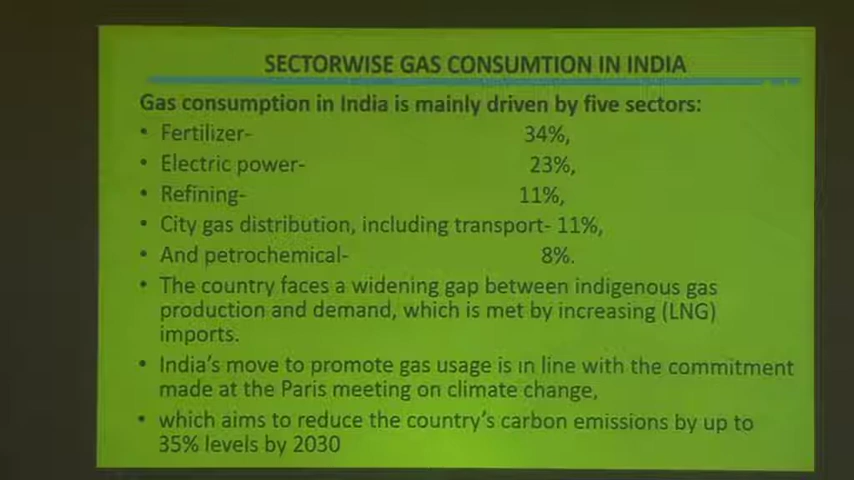 SECTORWISE GAS CONSUMTION IN INDIA
Gas consumption in India is mainly driven by five sectors:
• Fertilizer- 34%,
• Electric power- 23%,
• Refining- 11%,
• City gas distribution, including transport- 11%,
• And petrochemical- 8%.
• The country faces a widening gap between indigenous gas
production and demand, which is met by increasing (LNG)
imports.
• India's move to promote gas usage is in line with the commitment
made at the Paris meeting on climate change,
• which aims to reduce the country's carbon emissions by up to
35% levels by 2030